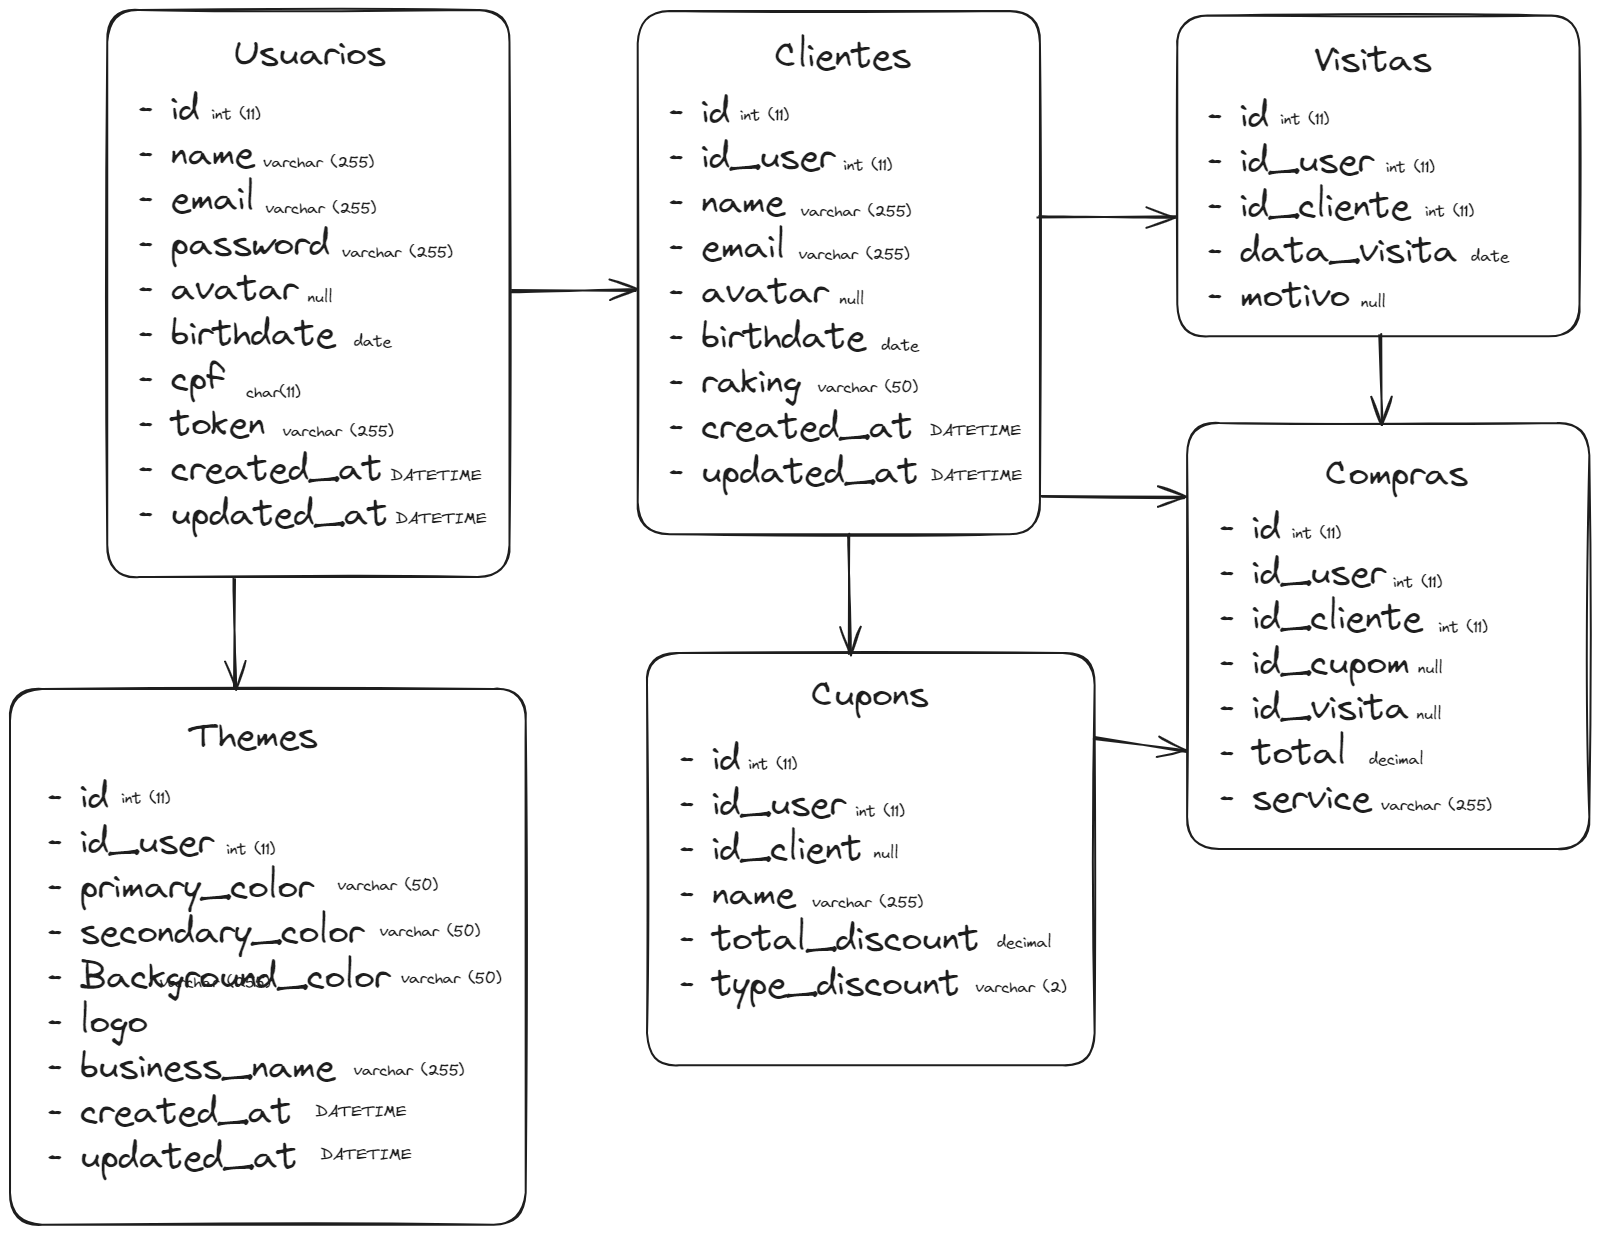 Usuarios
- id int (11)
- name varchar (255)
- email varchar (255)
- password varchar (255)
- avatar null
- birthdate date
- cpf char(11)
- token varchar (255)
- created_at DATETIME
- updated_at DATETIME
Clientes
- id int (11)
- id_user int (11)
- name varchar (255)
- email varchar (255)
- avatar null
- birthdate date
- raking varchar (50)
- created_at DATETIME
- updated_at DATETIME
Visitas
- id int (11)
- id_user int (11)
- id_cliente int (11)
- data_visita date
- motivo null
Compras
- id int (11)
- id_user int (11)
- id_cliente int (11)
- id_cupom null
- id_visita null
- total decimal
- service varchar (255)
Themes
- id int (11)
- id_user int (11)
- primary_color varchar (50)
- secondary_color varchar (50)
- Background_color varchar (50)
varchar (255)
- logo
- business_name varchar (255)
- created_at DATETIME
- updated_at DATETIME
Cupons
- id int (11)
- id_user int (11)
- id_client null
- name varchar (255)
- total_discount decimal
- type_discount varchar (2)